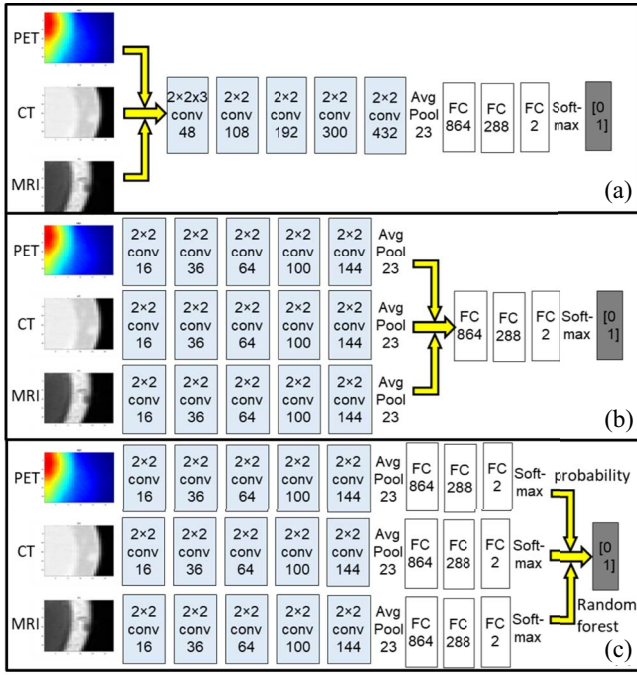 PET
CT
MRI
2×2x3
conv
48
2×2
conv
108
2×2
conv
192
2×2
conv
300
2×2
conv
432
Avg
Pool
23
FC
864
FC
288
FC
2
Soft-
max
[0
1]
(a)
PET
2×2
conv
16
2×2
conv
36
2×2
conv
64
2×2
conv
100
2×2
conv
144
Avg
Pool
23
CT
2×2
conv
16
2×2
conv
36
2×2
conv
64
2×2
conv
100
2×2
conv
144
Avg
Pool
23
MRI
2×2
conv
16
2×2
conv
36
2×2
conv
64
2×2
conv
100
2×2
conv
144
Avg
Pool
23
FC
864
FC
288
FC
2
Soft-
max
[0
1]
(b)
PET
2×2
conv
16
2×2
conv
36
2×2
conv
64
2×2
conv
100
2×2
conv
144
Avg
Pool
23
FC
864
FC
288
FC
2
Soft-
max
probability
CT
2×2
conv
16
2×2
conv
36
2×2
conv
64
2×2
conv
100
2×2
conv
144
Avg
Pool
23
FC
864
FC
288
FC
2
Soft-
max
[0
1]
MRI
2×2
conv
16
2×2
conv
36
2×2
conv
64
2×2
conv
100
2×2
conv
144
Avg
Pool
23
FC
864
FC
288
FC
2
Soft-
max
Random
forest
(c)